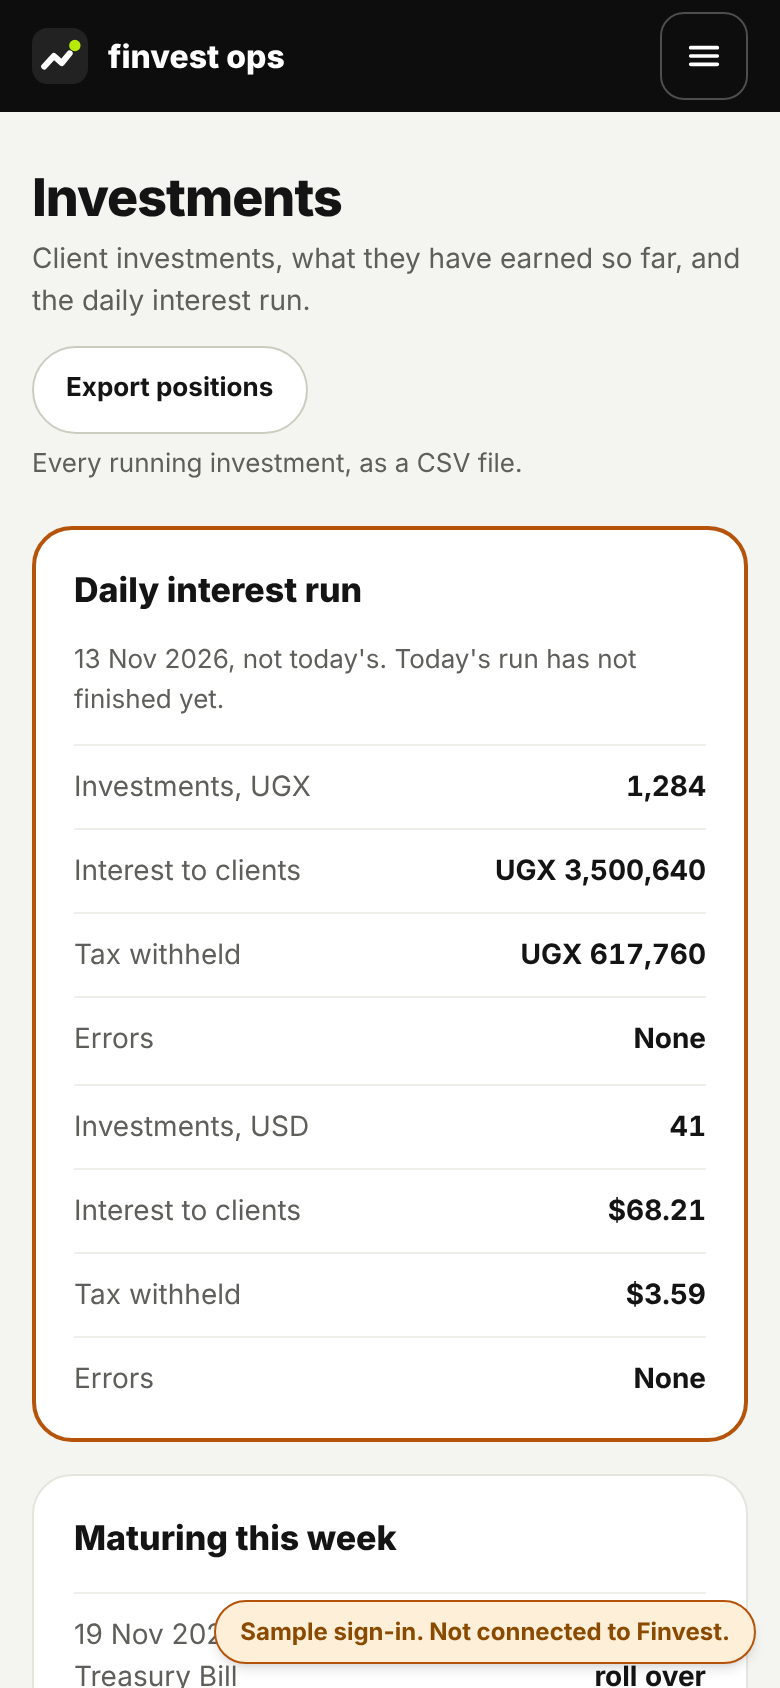 finvest ops
Investments
Client investments, what they have earned so far, and
the daily interest run.
Export positions
Every running investment, as a CSV file.
Daily interest run
13 Nov 2026, not today's. Today's run has not
finished yet.
Investments, UGX 1,284
Interest to clients UGX 3,500,640
Tax withheld UGX 617,760
Errors None
Investments, USD 41
Interest to clients $68.21
Tax withheld $3.59
Errors None
Maturing this week
19 Nov
Sample sign-in. Not connected to Finvest.
Treasury Bill roll over